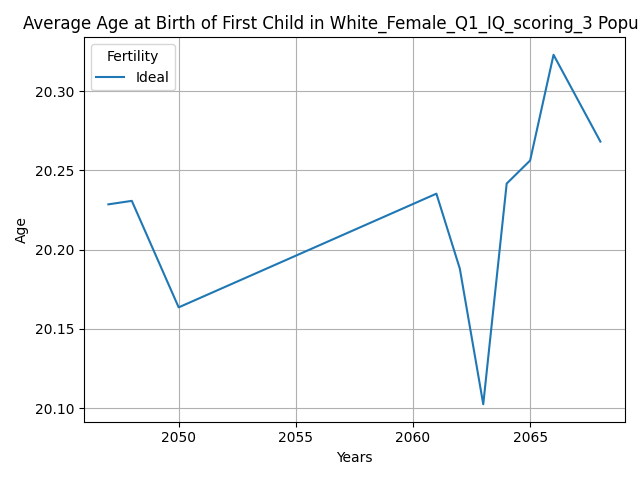 Average Age at Birth of First Child in White_Female_Q1_IQ_scoring_3 Popu
Fertility
Ideal
20.30
20.25
20.20
20.15
20.10
Age
2050 2055 2060 2065
Years